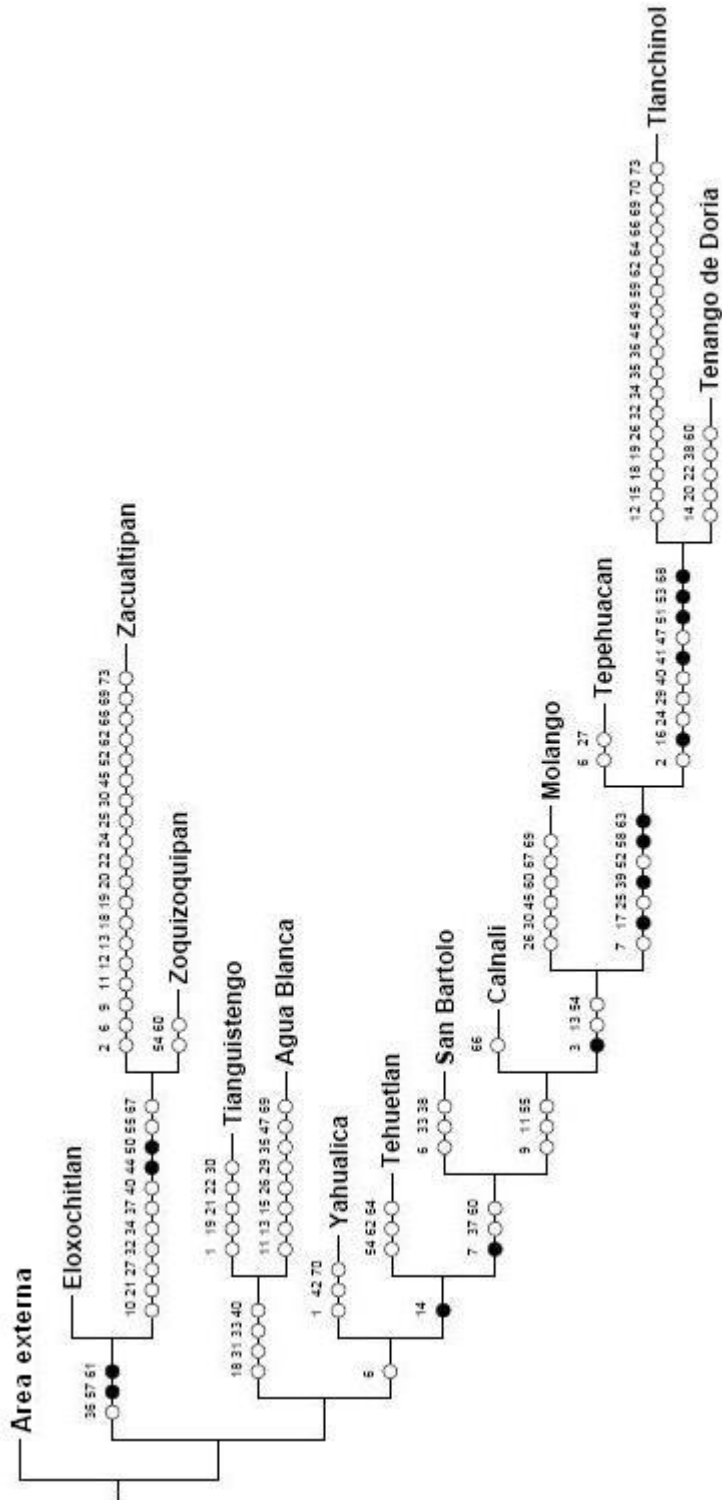 Area externa
Eloxochitlan
36 57 61
Zacualtipan
2 6 9 11 12 13 18 19 20 22 24 25 30 45 52 62 66 69 73
10 21 27 32 34 37 40 44 50 55 67
Zoquizoquipan
54 60
Tianguistengo
1 19 21 22 30
18 31 33 40
Agua Blanca
11 13 15 26 29 35 47 69
Yahualica
1 42 70
6
Tehuetlan
54 62 64
14
San Bartolo
6 33 38
7 37 60
Calnali
66
9 11 55
Molango
26 30 45 60 67 69
3 13 54
Tepehuacan
6 27
7 17 25 39 52 58 63
Tlanchinol
12 15 18 19 26 32 34 35 36 45 49 59 62 64 66 69 70 73
2 16 24 29 40 41 47 51 53 68
Tenango de Doria
14 20 22 38 60